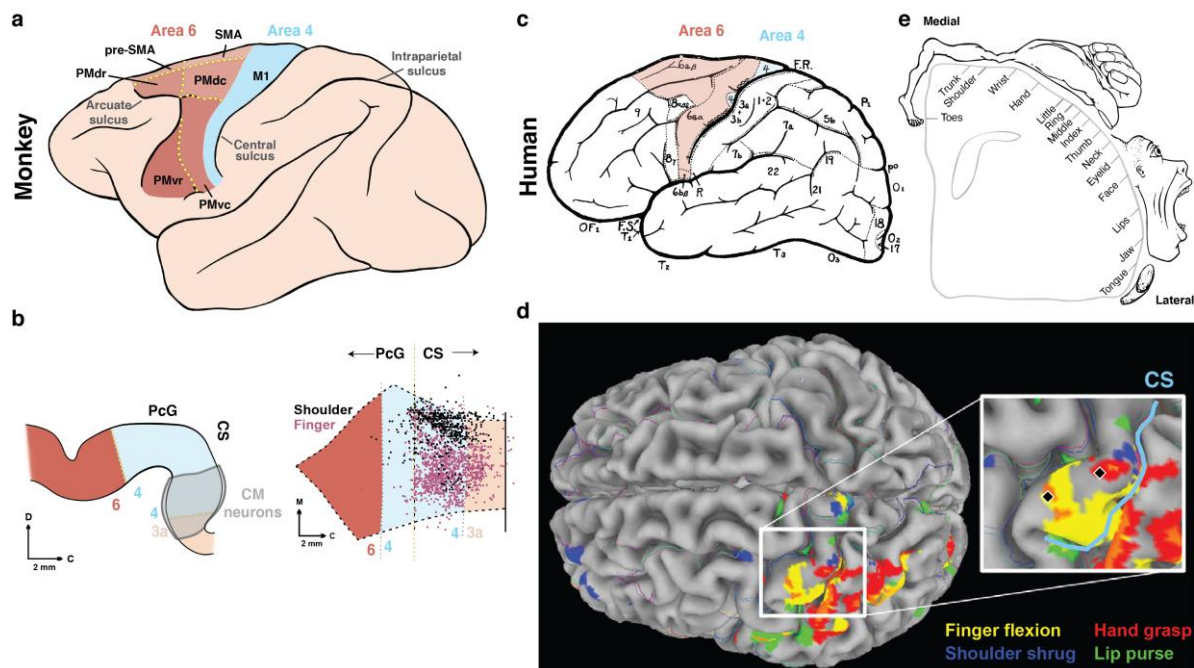 a
Monkey
Area 6
Area 4
SMA
pre-SMA
PMdr
PMdc
M1
Intraparietal
sulcus
Arcuate
sulcus
Central
sulcus
PMvr
PMvc
b
PcG
CS
6
4
4
3a
CM
neurons
D
C
2 mm
PcG
CS
Shoulder
Finger
M
C
2 mm
6
4
4
3a
c
Human
Area 6
Area 4
6aβ
4
F.R.
9
6aα
3a
1·2
3b
P₁
5b
7a
7b
19
po
O₁
22
21
6bβ
R
F.S.
T₁
OF₁
18
O₂
17
T₂
T₃
O₃
e
Medial
Trunk
Shoulder
Wrist
Hand
Little
Ring
Middle
Index
Thumb
Neck
Eyelid
Face
Lips
Jaw
Tongue
Toes
Lateral
d
CS
Finger flexion
Hand grasp
Shoulder shrug
Lip purse